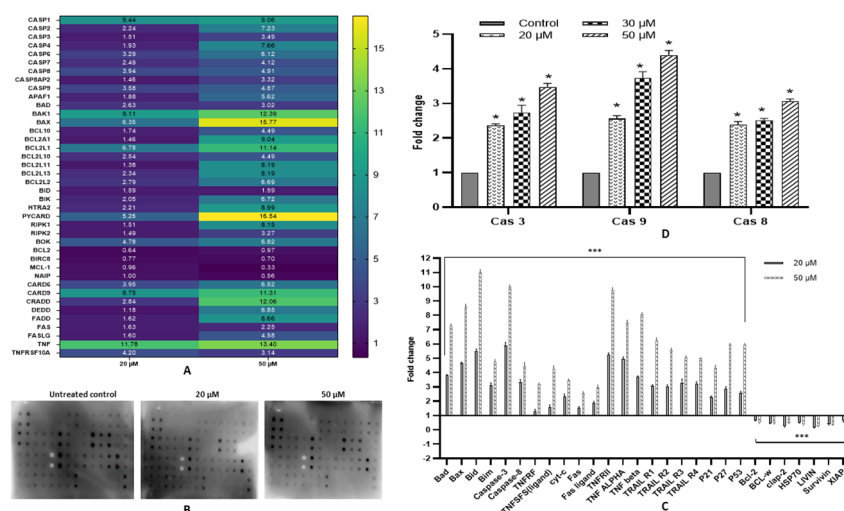 CASP1 5.44 9.06
CASP2 2.24 7.23
CASP3 1.51 3.49
CASP4 1.93 7.66
CASP6 3.29 6.12
CASP7 2.49 4.12
CASP8 3.94 4.91
CASP8AP2 1.46 3.32
CASP9 3.58 4.87
APAF1 1.88 5.62
BAD 2.63 3.02
BAK1 9.11 12.39
BAX 6.35 15.77
BCL10 1.74 4.49
BCL2A1 1.46 9.04
BCL2L1 6.78 11.14
BCL2L10 2.54 4.49
BCL2L11 1.38 8.19
BCL2L13 2.34 8.19
BCL2L2 2.79 6.69
BID 1.59 1.59
BIK 2.05 6.72
HTRA2 2.21 8.99
PYCARD 5.26 16.54
RIPK1 1.51 8.15
RIPK2 1.49 3.27
BOK 4.78 6.82
BCL2 0.64 0.97
BIRC8 0.77 0.70
MCL-1 0.96 0.33
NAIP 1.00 0.56
CARD6 3.95 6.52
CARD9 8.75 11.31
CRADD 2.84 12.06
DEDD 1.18 6.85
FADD 1.62 8.66
FAS 1.63 2.25
FASLG 1.60 4.58
TNF 11.78 13.40
TNFRSF10A 4.20 3.14
20 µM 50 µM
A
15
13
11
9
7
5
3
1
Untreated control 20 µM 50 µM
B
Control 30 µM
20 µM 50 µM
Fold change
5
4
3
2
1
0
* * * * * * * * *
Cas 3 Cas 9 Cas 8
D
20 µM
50 µM
***
Fold change
12
11
10
9
8
7
6
5
4
3
2
1
0
-1
-2
***
Bad
Bax
Bid
Bim
Caspase-3
Caspase-8
TNFRF
TNFSFS(ligand)
cyt-c
Fas
Fas ligand
TNFRII
TNF ALPHA
TNF beta
TRAIL R1
TRAIL R2
TRAIL R3
TRAIL R4
P21
P27
P53
Bcl-2
BCL-w
HSP70
LIVIN
Survivin
XIAP
C